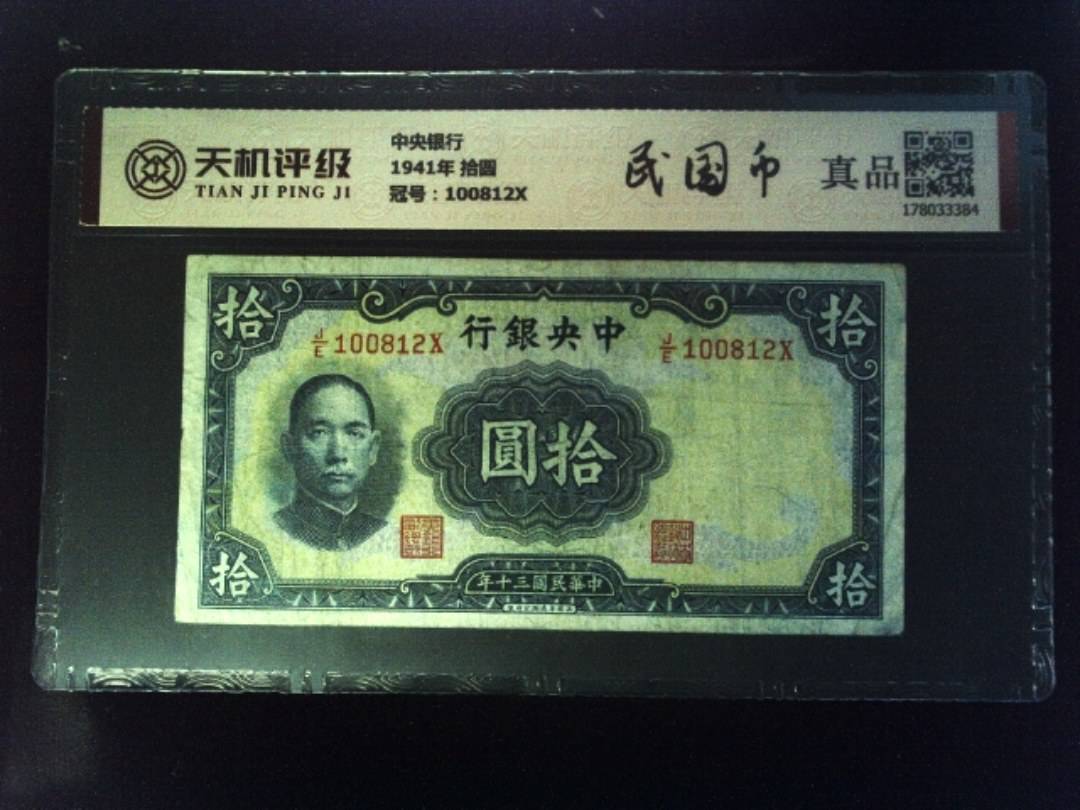 天机评级
TIAN JI PING JI
中央银行
1941年 拾圆
冠号：100812X
民国币
真品
178033384
拾
拾
行銀央中
J/E 100812X
J/E 100812X
圓拾
拾
拾
年十三國民華中